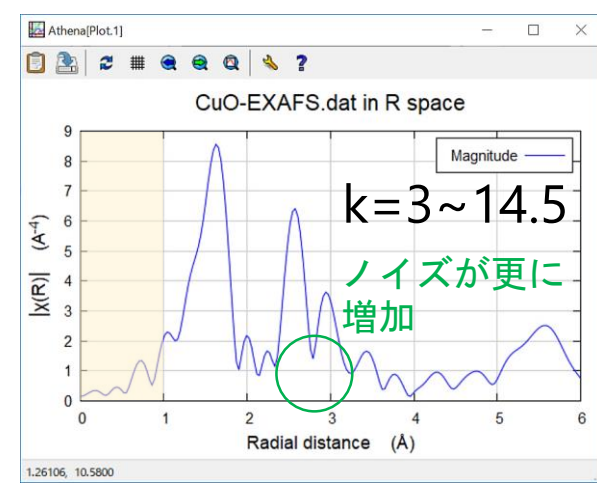 Athena[Plot.1]
CuO-EXAFS.dat in R space
Magnitude
k=3~14.5
ノイズが更に
増加
|χ(R)| (Å⁻⁴)
9
8
7
6
5
4
3
2
1
0
0 1 2 3 4 5 6
Radial distance (Å)
1.26106, 10.5800